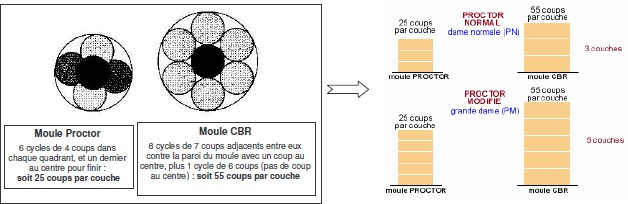 Moule Proctor
6 cycles de 4 coups dans
chaque quadrant, et un dernier
au centre pour finir :
soit 25 coups par couche
Moule CBR
8 cycles de 7 coups adjacents entre eux
contre la paroi du moule avec un coup au
centre, plus 1 cycle de 6 coups (pas de coup
au centre) : soit 55 coups par couche
25 coups
par couche
PROCTOR
NORMAL
dame normale (PN)
55 coups
par couche
3 couches
moule PROCTOR
moule CBR
25 coups
par couche
PROCTOR
MODIFIE
grande dame (PM)
55 coups
par couche
5 couches
moule PROCTOR
moule CBR